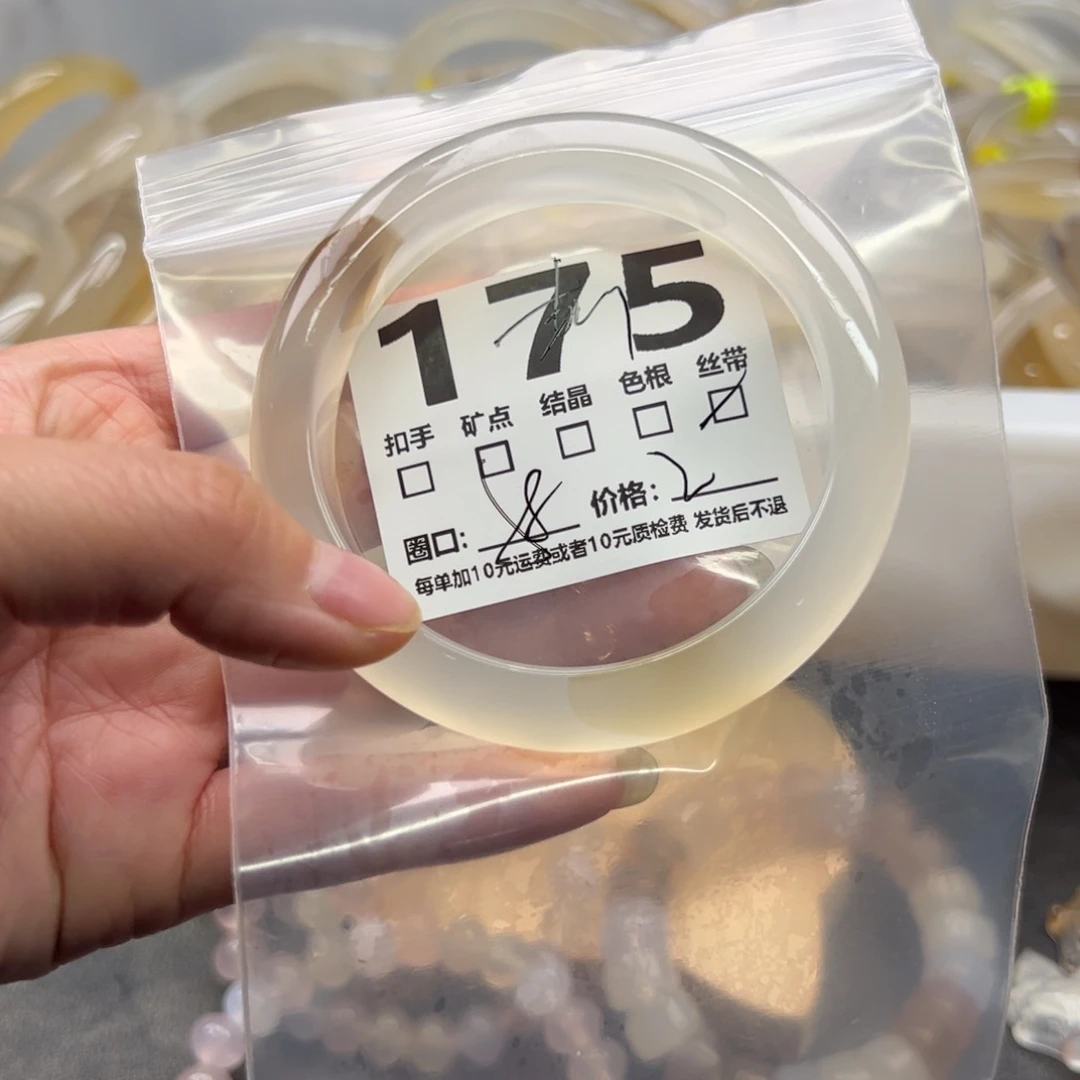 175
扣手 矿点 结晶 色根 丝带
圈口: 价格: 2
每单加10元运费或者10元质检费 发货后不退